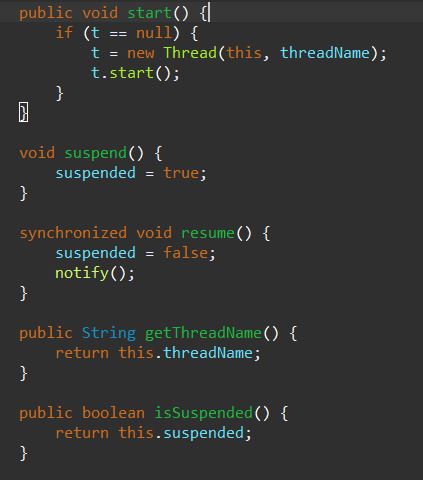 public void start() {
    if (t == null) {
        t = new Thread(this, threadName);
        t.start();
    }
}

void suspend() {
    suspended = true;
}

synchronized void resume() {
    suspended = false;
    notify();
}

public String getThreadName() {
    return this.threadName;
}

public boolean isSuspended() {
    return this.suspended;
}